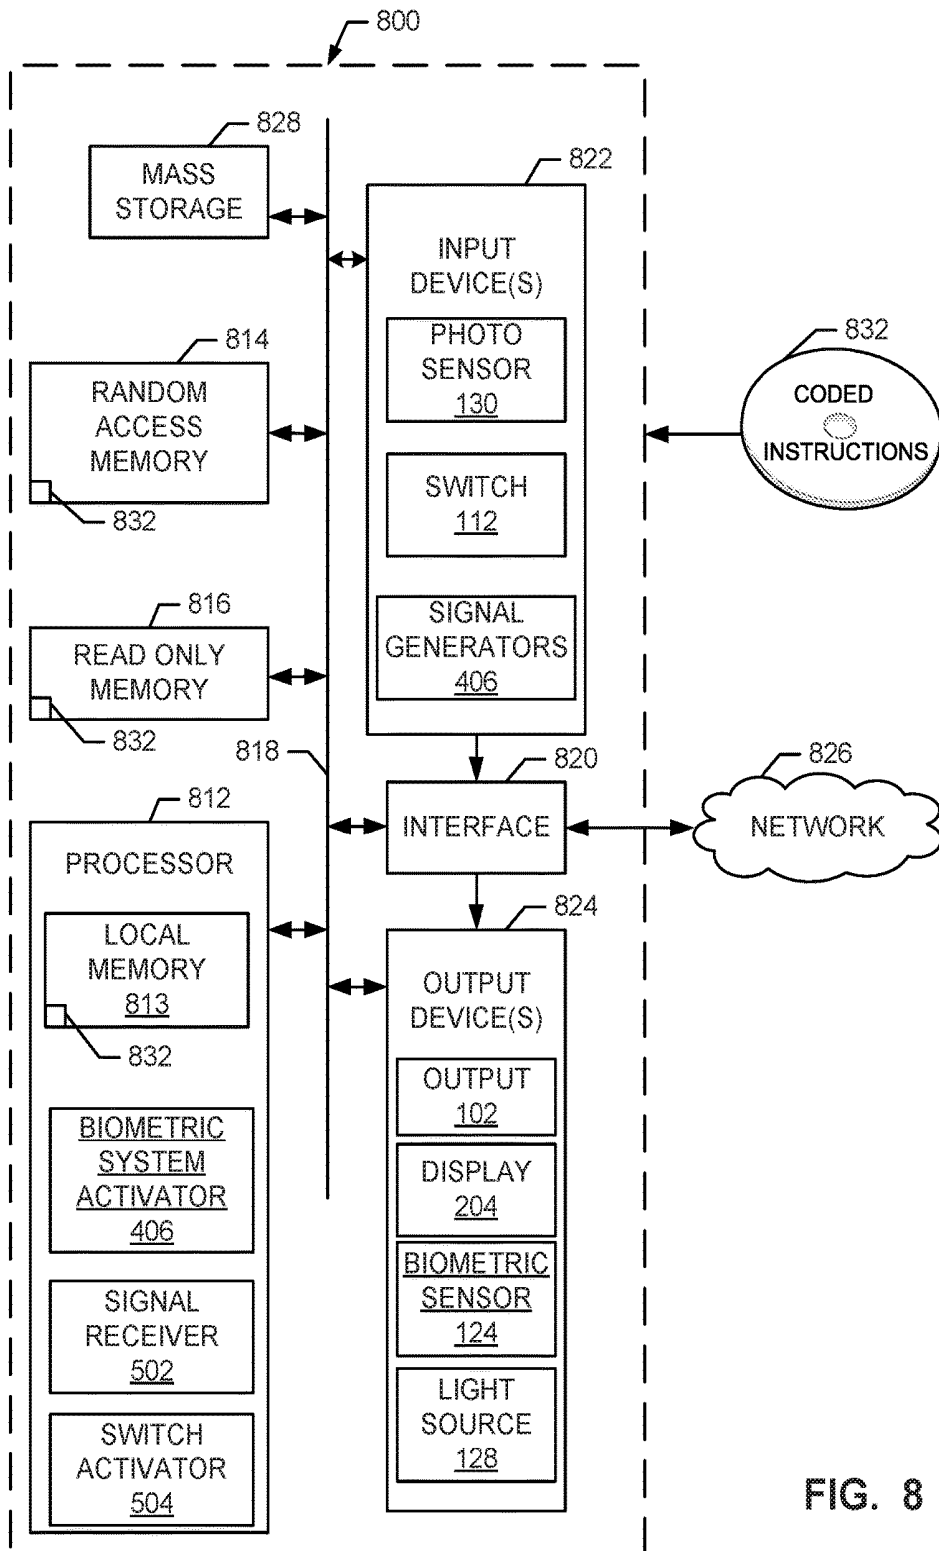 800
828
MASS
STORAGE
822
INPUT
DEVICE(S)
PHOTO
SENSOR
130
SWITCH
112
SIGNAL
GENERATORS
406
814
RANDOM
ACCESS
MEMORY
832
832
CODED
INSTRUCTIONS
816
READ ONLY
MEMORY
832
818
820
INTERFACE
826
NETWORK
812
PROCESSOR
LOCAL
MEMORY
813
832
BIOMETRIC
SYSTEM
ACTIVATOR
406
SIGNAL
RECEIVER
502
SWITCH
ACTIVATOR
504
824
OUTPUT
DEVICE(S)
OUTPUT
102
DISPLAY
204
BIOMETRIC
SENSOR
124
LIGHT
SOURCE
128
FIG. 8